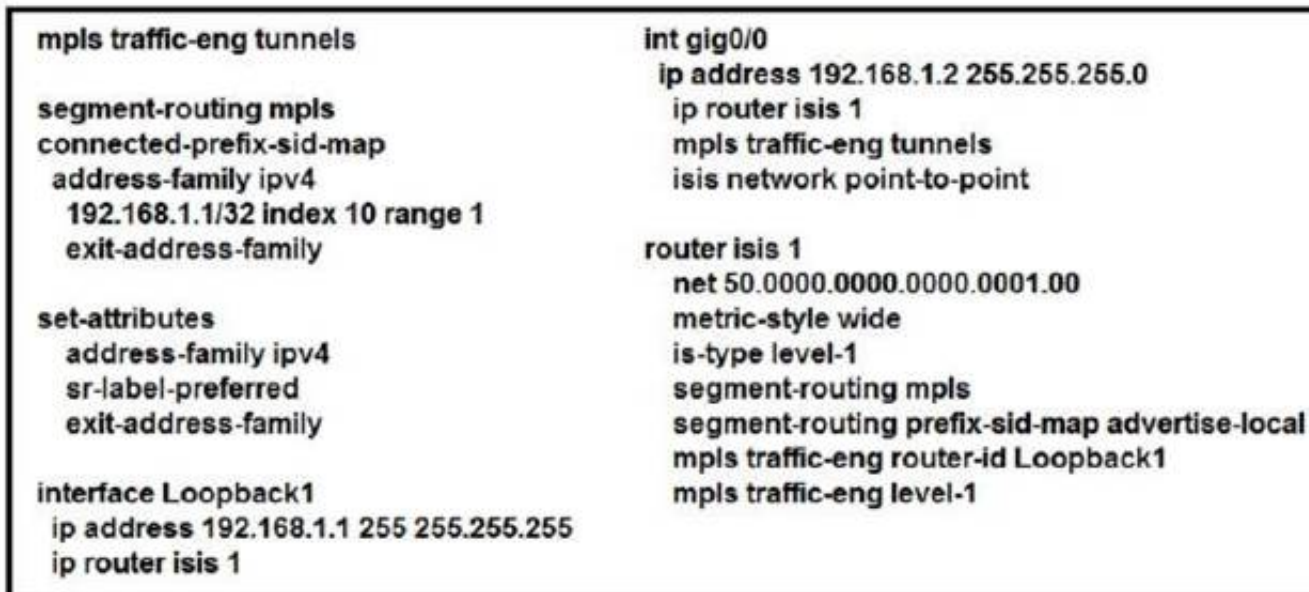 mpls traffic-eng tunnels
segment-routing mpls
connected-prefix-sid-map
address-family ipv4
192.168.1.1/32 index 10 range 1
exit-address-family
set-attributes
address-family ipv4
sr-label-preferred
exit-address-family
interface Loopback1
ip address 192.168.1.1 255 255.255.255
ip router isis 1
int gig0/0
ip address 192.168.1.2 255.255.255.0
ip router isis 1
mpls traffic-eng tunnels
isis network point-to-point
router isis 1
net 50.0000.0000.0000.0001.00
metric-style wide
is-type level-1
segment-routing mpls
segment-routing prefix-sid-map advertise-local
mpls traffic-eng router-id Loopback1
mpls traffic-eng level-1